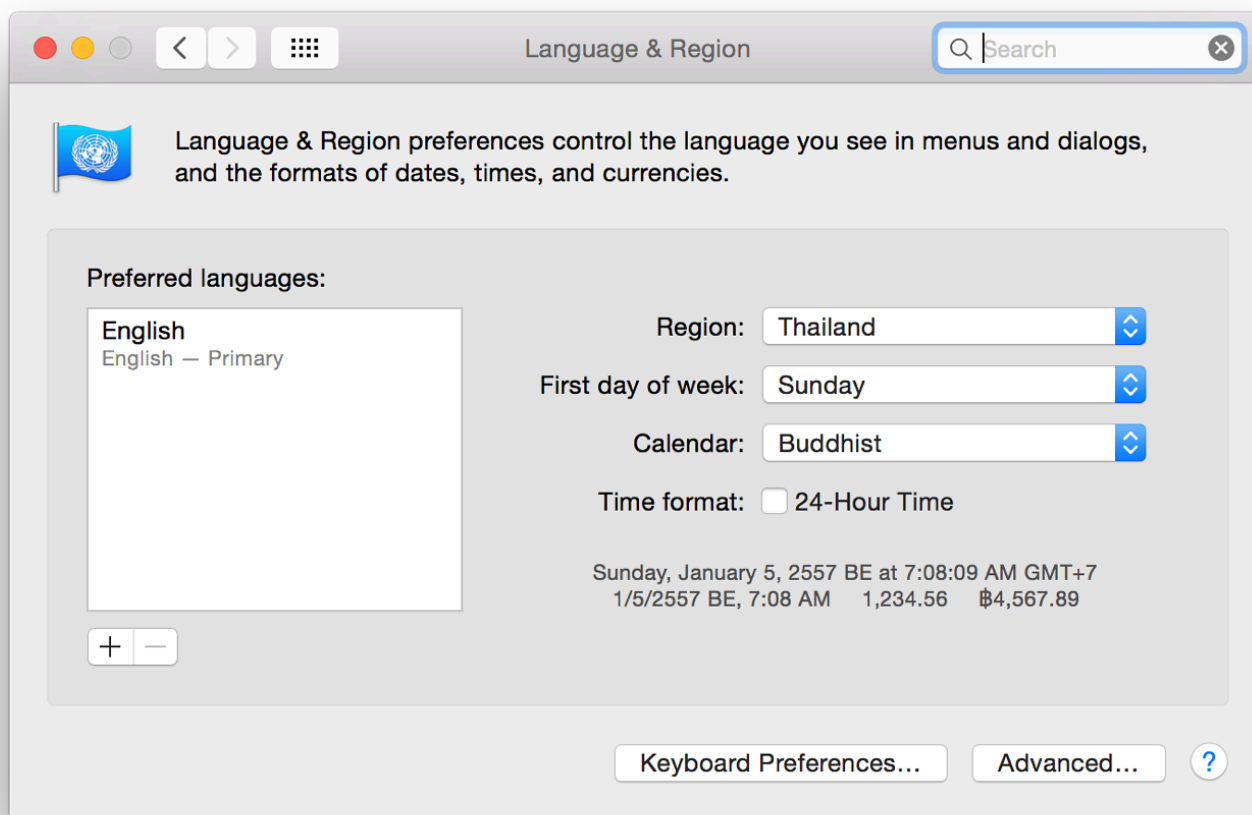 Language & Region
Search
Language & Region preferences control the language you see in menus and dialogs,
and the formats of dates, times, and currencies.
Preferred languages:
English
English — Primary
Region: Thailand
First day of week: Sunday
Calendar: Buddhist
Time format: 24-Hour Time
Sunday, January 5, 2557 BE at 7:08:09 AM GMT+7
1/5/2557 BE, 7:08 AM 1,234.56 ฿4,567.89
Keyboard Preferences... Advanced... ?